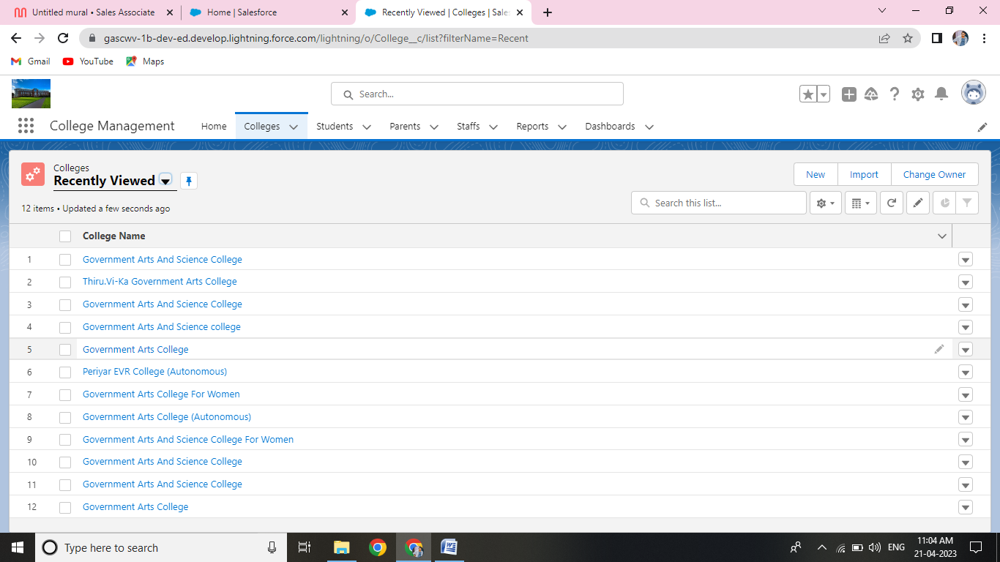 Untitled mural • Sales Associate
Home | Salesforce
Recently Viewed | Colleges | Sales
gascwv-1b-dev-ed.develop.lightning.force.com/lightning/o/College__c/list?filterName=Recent
Gmail YouTube Maps
Search...
College Management Home Colleges Students Parents Staffs Reports Dashboards
Colleges
Recently Viewed
New Import Change Owner
12 items • Updated a few seconds ago
Search this list...
College Name
1 Government Arts And Science College
2 Thiru.Vi-Ka Government Arts College
3 Government Arts And Science College
4 Government Arts And Science college
5 Government Arts College
6 Periyar EVR College (Autonomous)
7 Government Arts College For Women
8 Government Arts College (Autonomous)
9 Government Arts And Science College For Women
10 Government Arts And Science College
11 Government Arts And Science College
12 Government Arts College
Type here to search
ENG
11:04 AM
21-04-2023